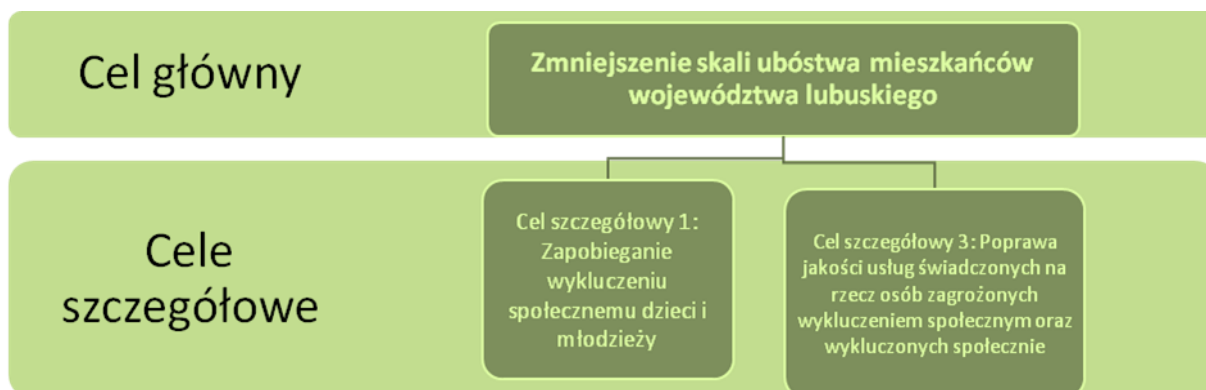 Cel główny
Zmniejszenie skali ubóstwa mieszkańców
województwa lubuskiego
Cele
szczegółowe
Cel szczegółowy 1:
Zapobieganie
wykluczeniu
społecznemu dzieci i
młodzieży
Cel szczegółowy 3: Poprawa
jakości usług świadczonych na
rzecz osób zagrożonych
wykluczeniem społecznym oraz
wykluczonych społecznie